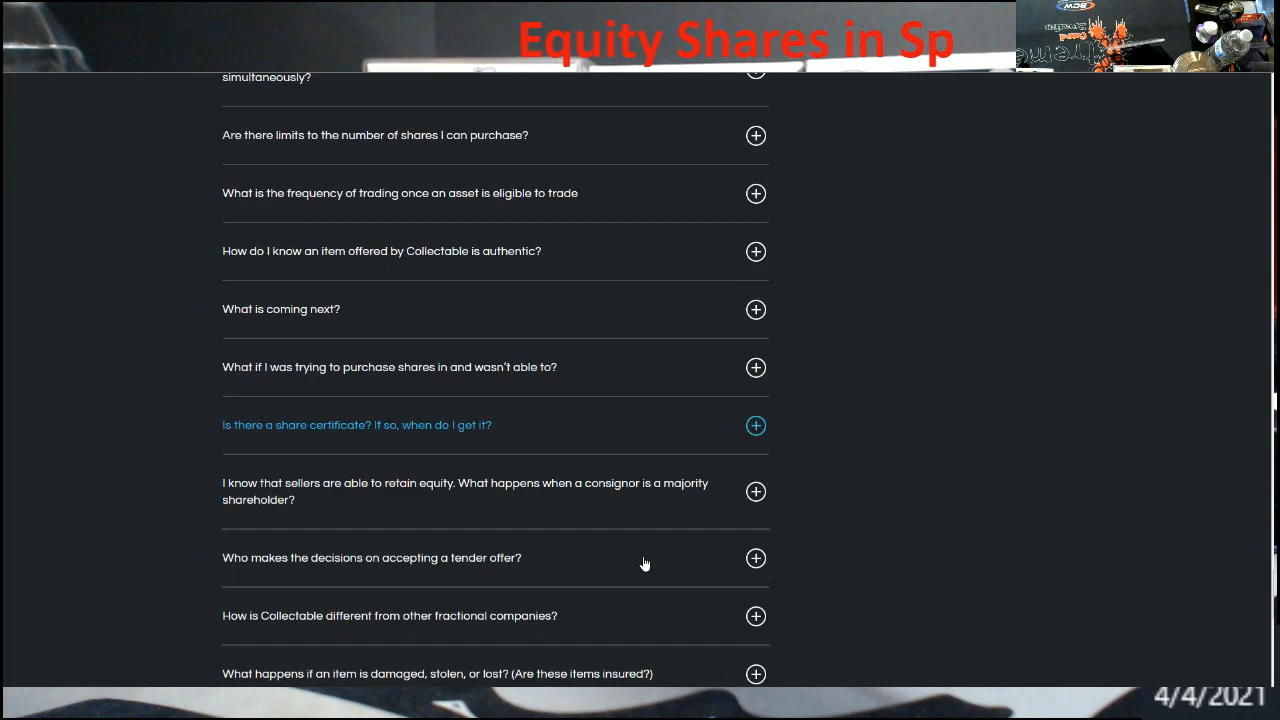 Equity Shares in Sp
BCW
simultaneously?
Are there limits to the number of shares I can purchase?
What is the frequency of trading once an asset is eligible to trade
How do I know an item offered by Collectable is authentic?
What is coming next?
What if I was trying to purchase shares in and wasn't able to?
Is there a share certificate? If so, when do I get it?
I know that sellers are able to retain equity. What happens when a consignor is a majority
shareholder?
Who makes the decisions on accepting a tender offer?
How is Collectable different from other fractional companies?
What happens if an item is damaged, stolen, or lost? (Are these items insured?)
4/4/2021